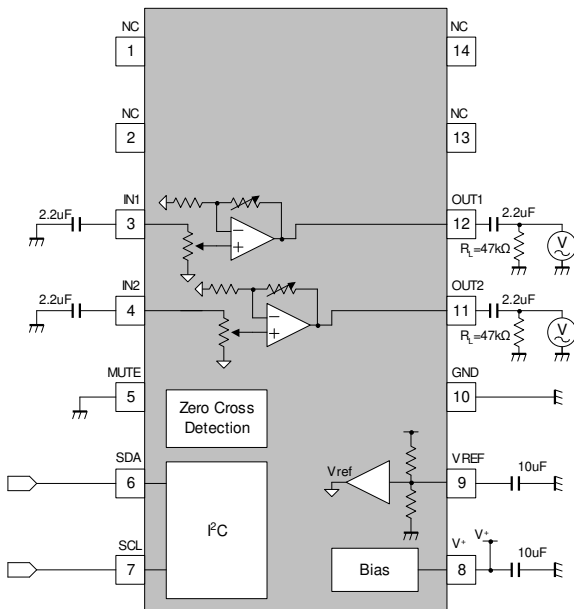 NC
1
NC
14
NC
2
NC
13
IN1
3
2.2uF
OUT1
12
2.2uF
R_L=47kΩ
V
IN2
4
2.2uF
OUT2
11
2.2uF
R_L=47kΩ
V
MUTE
5
GND
10
Zero Cross
Detection
SDA
6
Vref
VREF
9
10uF
I²C
SCL
7
Bias
V⁺
8
V⁺
10uF